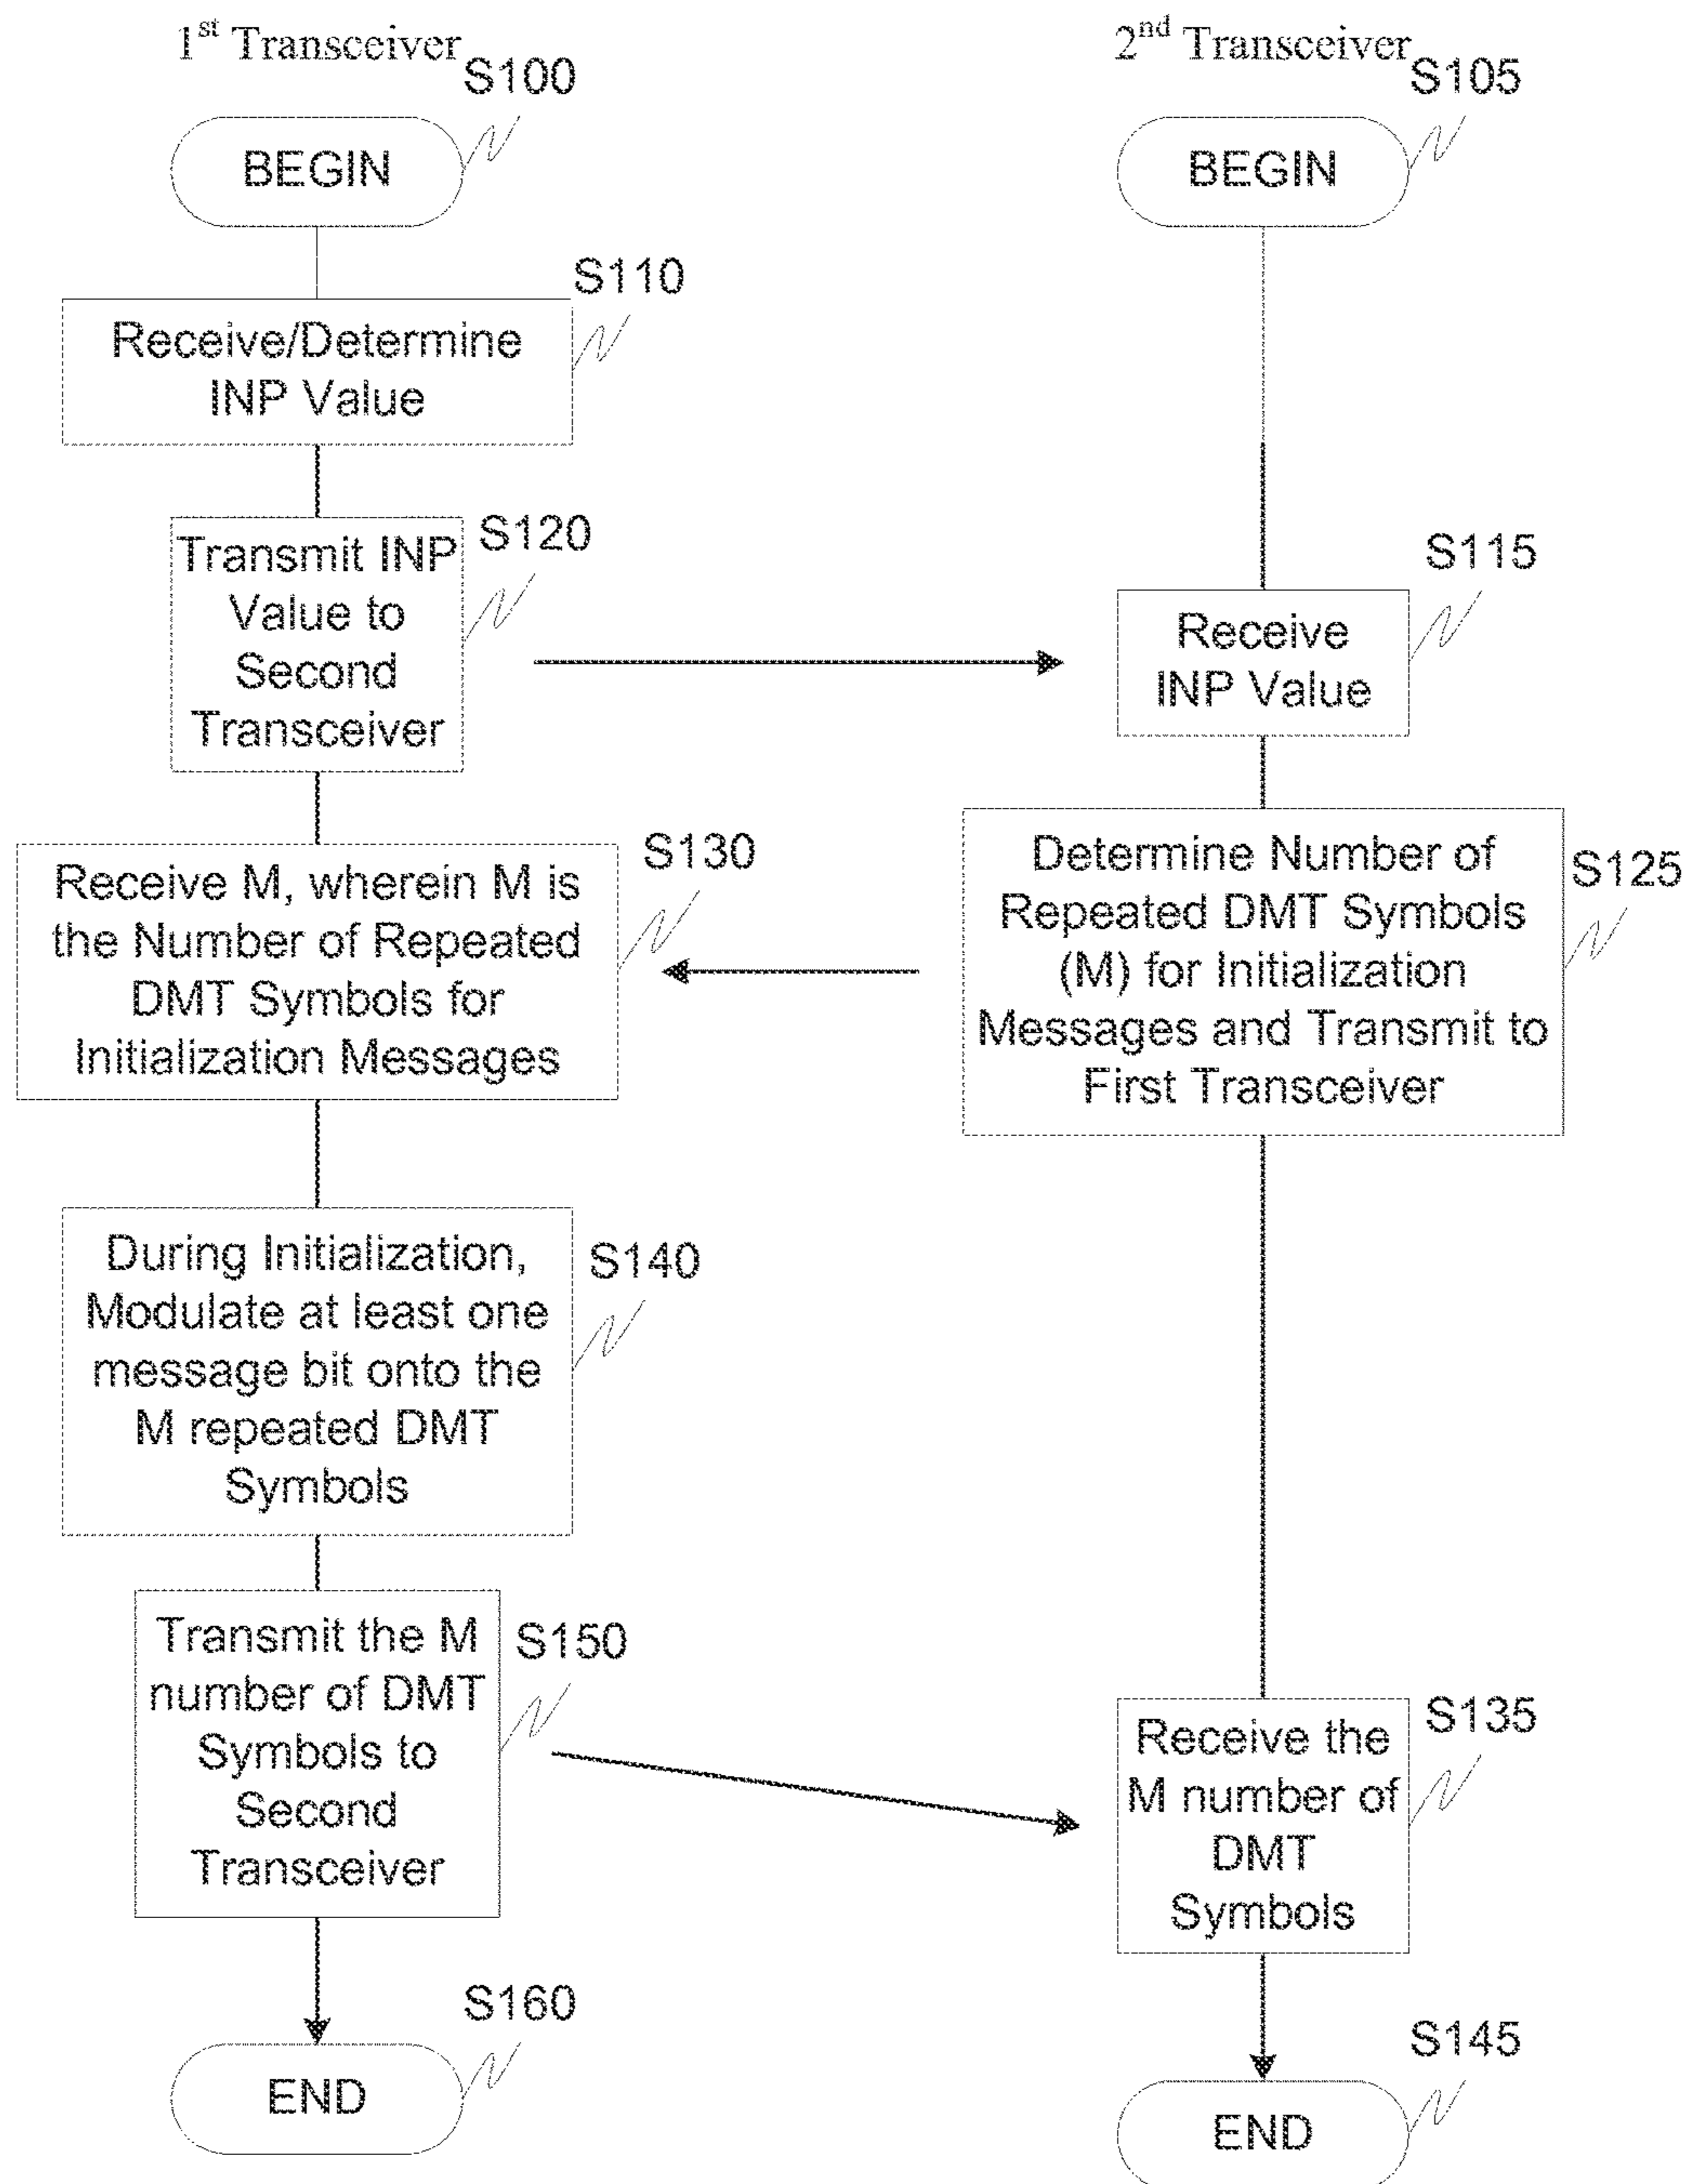 1st Transceiver
S100
BEGIN
S110
Receive/Determine
INP Value
S120
Transmit INP
Value to
Second
Transceiver
S130
Receive M, wherein M is
the Number of Repeated
DMT Symbols for
Initialization Messages
S140
During Initialization,
Modulate at least one
message bit onto the
M repeated DMT
Symbols
S150
Transmit the M
number of DMT
Symbols to
Second
Transceiver
S160
END
2nd Transceiver
S105
BEGIN
S115
Receive
INP Value
S125
Determine Number of
Repeated DMT Symbols
(M) for Initialization
Messages and Transmit to
First Transceiver
S135
Receive the
M number of
DMT
Symbols
S145
END